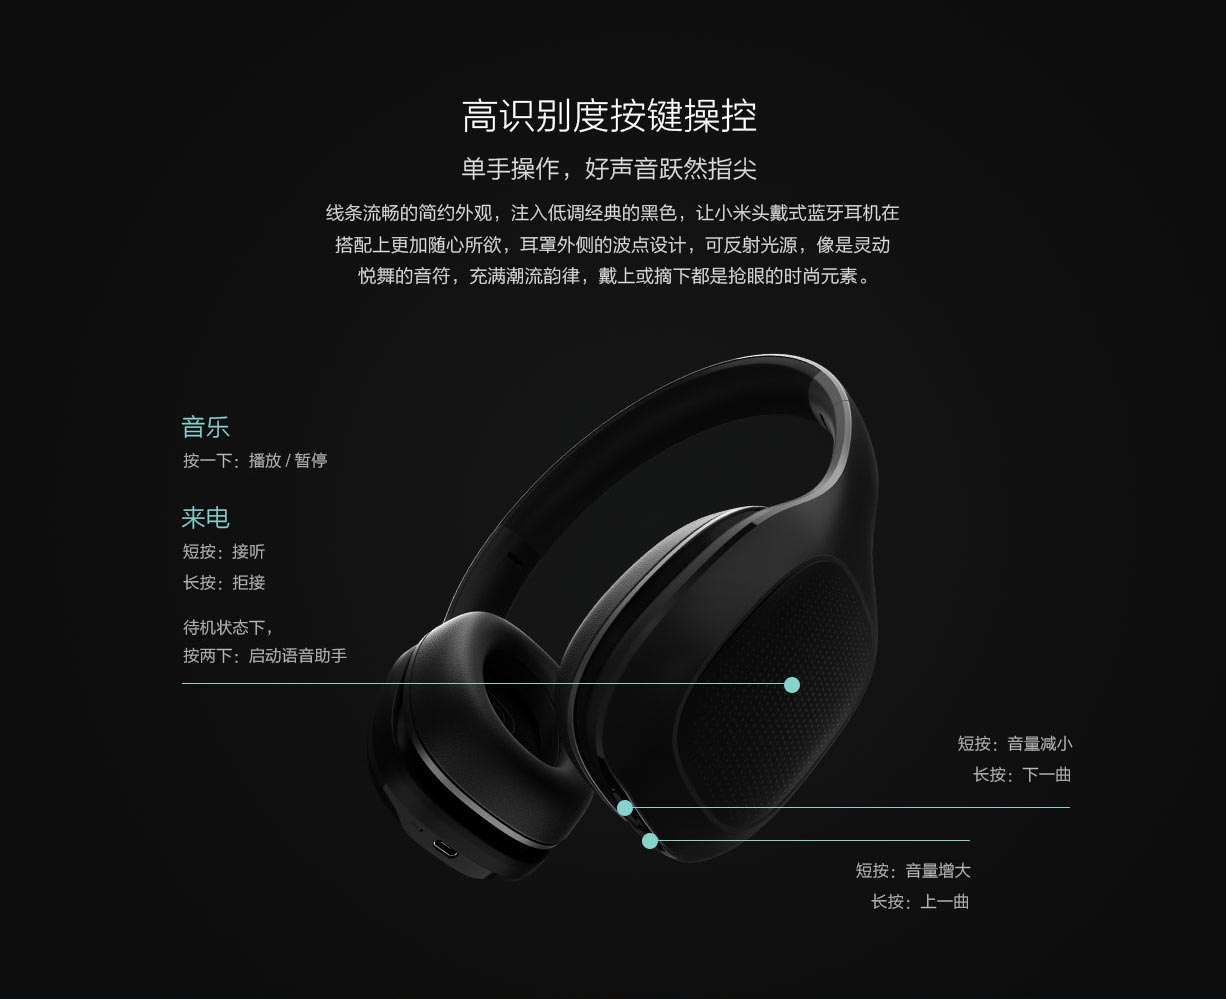 高识别度按键操控
单手操作，好声音跃然指尖
线条流畅的简约外观，注入低调经典的黑色，让小米头戴式蓝牙耳机在
搭配上更加随心所欲，耳罩外侧的波点设计，可反射光源，像是灵动
悦舞的音符，充满潮流韵律，戴上或摘下都是抢眼的时尚元素。
音乐
按一下：播放 / 暂停
来电
短按：接听
长按：拒接
待机状态下，
按两下：启动语音助手
短按：音量减小
长按：下一曲
短按：音量增大
长按：上一曲